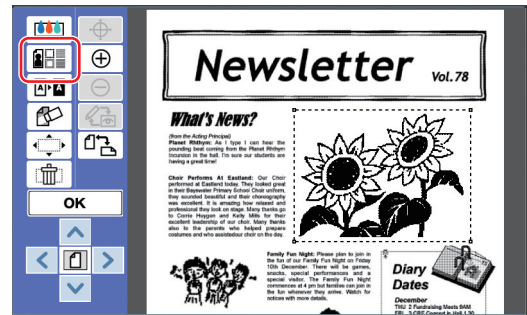 Newsletter Vol. 78
What's News?
(from the Acting Principal)
Planet Rhthym: As I type I can hear the
pounding beat coming from the Planet Rhthym
Incursion in the hall. I'm sure our students are
having a great time!
Choir Performs At Eastland: Our Choir
performed at Eastland today. They looked great
in their Bayswater Primary School Choir uniform,
they sounded beautiful and their choreography
was excellent. It is amazing how relaxed and
professional they look on stage. Many thanks go
to Corrie Huygen and Kelly Mills for their
excellent leadership of our choir. Many thanks
also to the parents who helped prepare
costumes and who assisted our choir on the day.
A A
OK
Family Fun Night: Please plan to join in
the fun of our Family Fun Night on Friday
10th December. There will be games,
snacks, special performances and a
special visitor. The Family Fun Night
commences at 4 pm but families can join in
the fun whenever they arrive. Watch for
notices with more details.
Diary
Dates
December
THU 2 Fundraising Meets 9AM